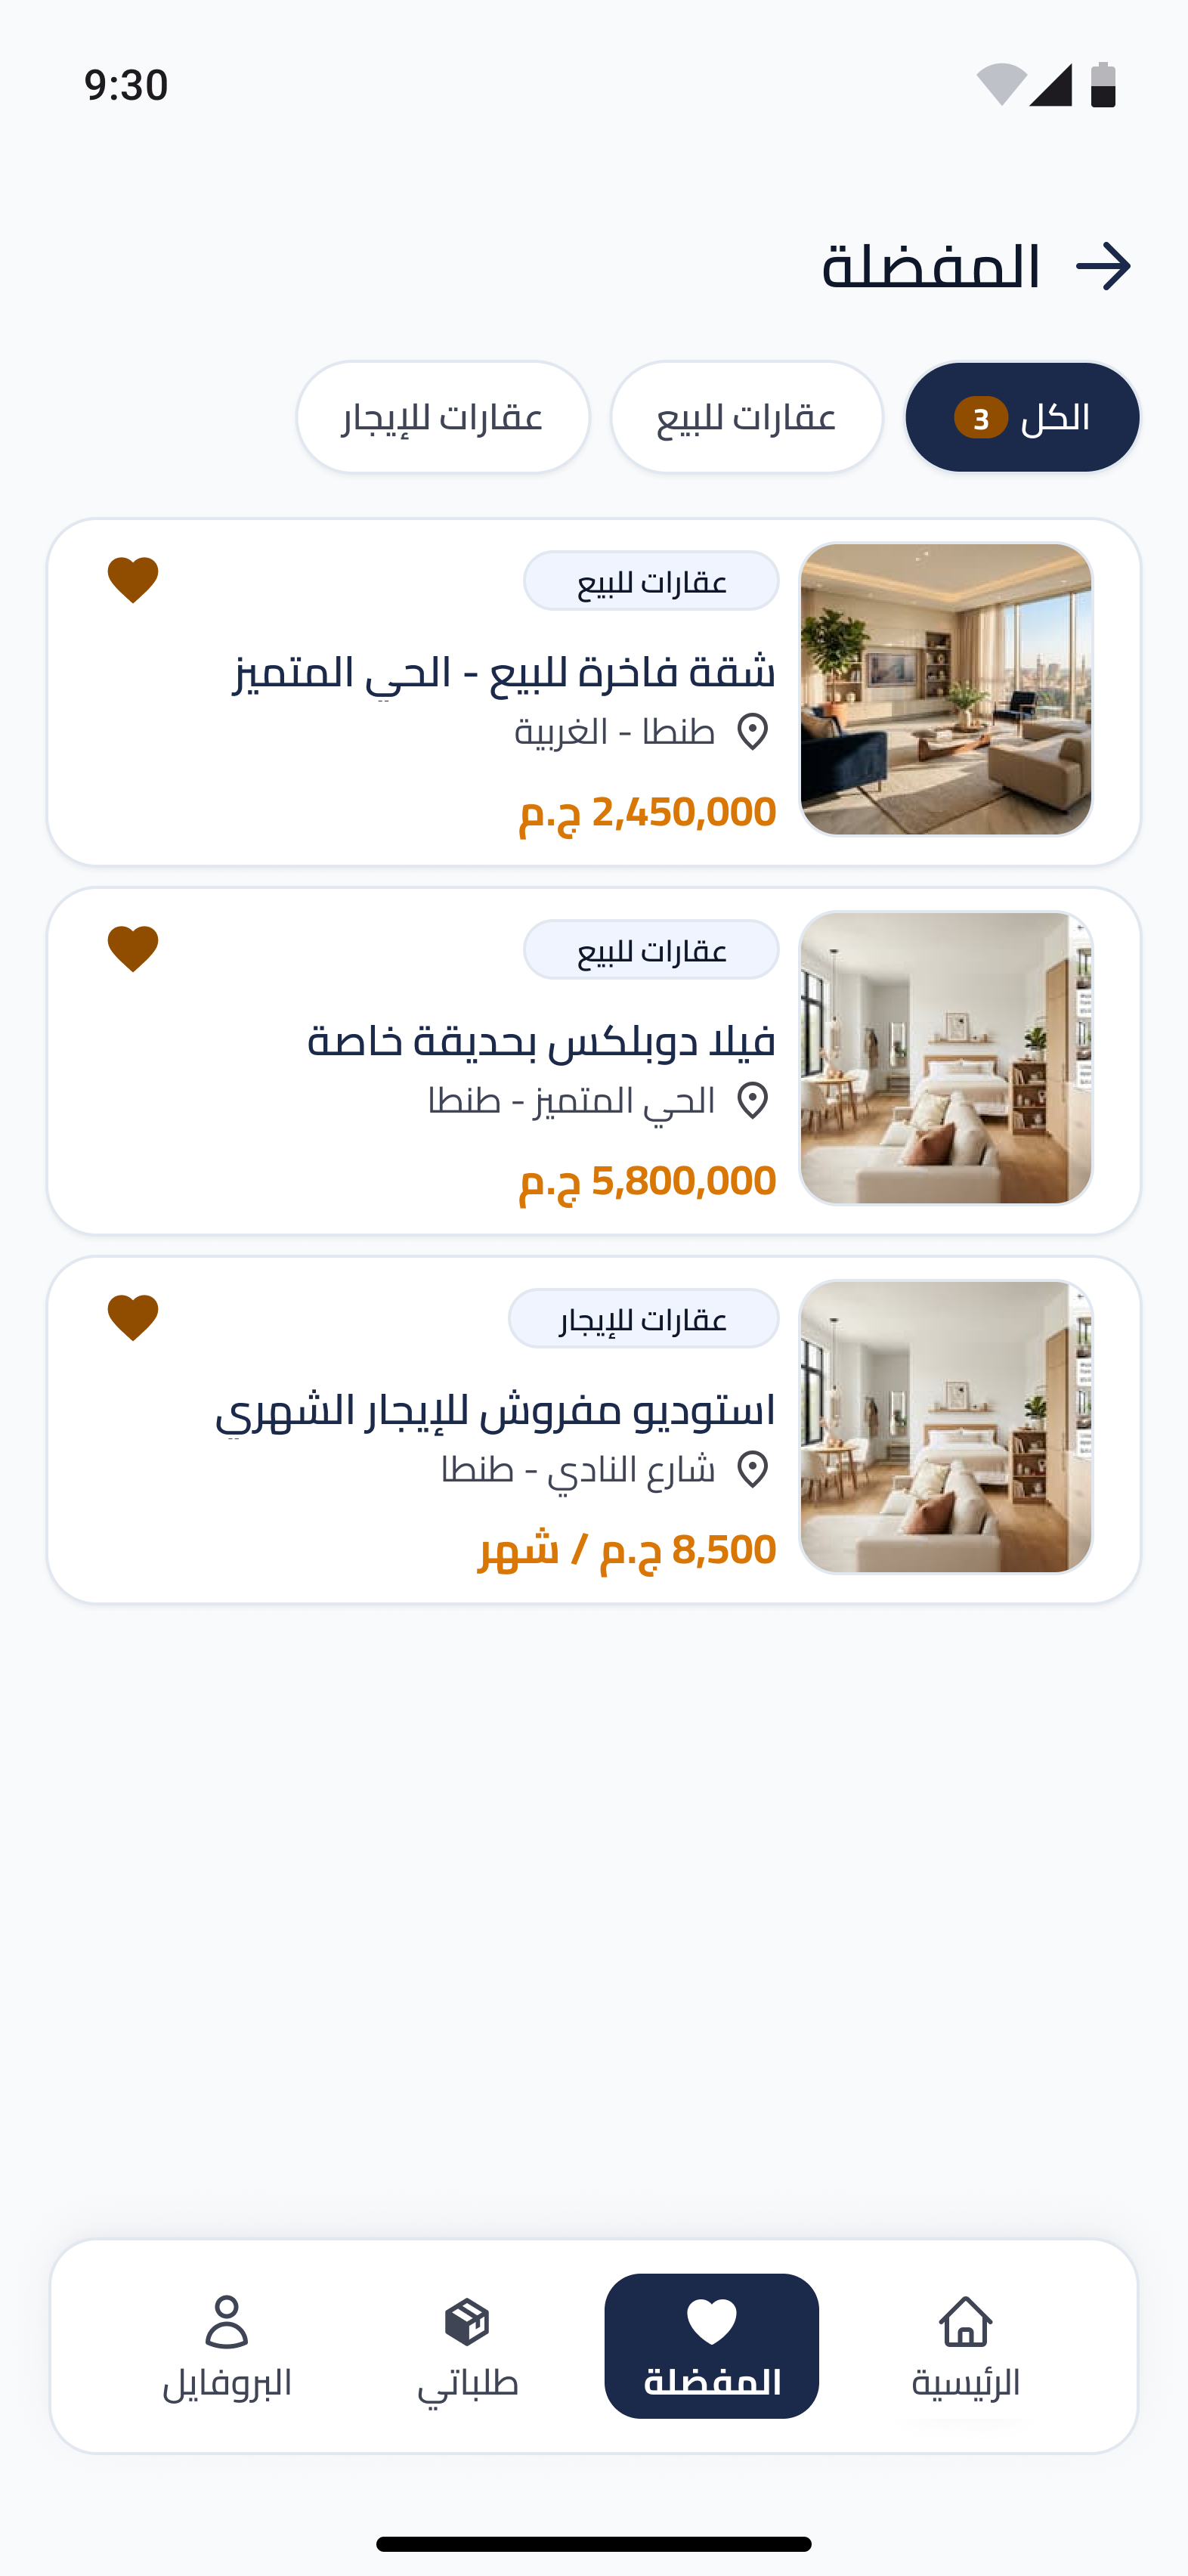 9:30
المفضلة
الكل 3
عقارات للبيع
عقارات للإيجار
عقارات للبيع
شقة فاخرة للبيع - الحي المتميز
طنطا - الغربية
2,450,000 ج.م
عقارات للبيع
فيلا دوبلكس بحديقة خاصة
الحي المتميز - طنطا
5,800,000 ج.م
عقارات للإيجار
استوديو مفروش للإيجار الشهري
شارع النادي - طنطا
8,500 ج.م / شهر
الرئيسية
المفضلة
طلباتي
البروفايل